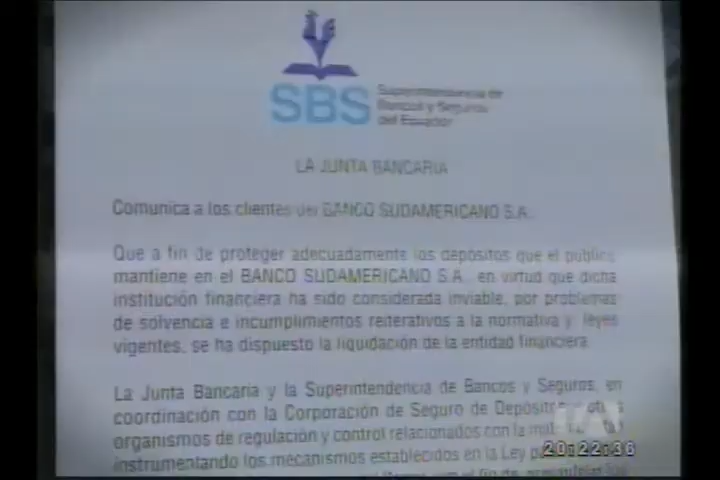 SBS
Superintendencia de
Bancos y Seguros
del Ecuador
LA JUNTA BANCARIA
Comunica a los clientes del BANCO SUDAMERICANO S.A.
Que a fin de proteger adecuadamente los depósitos que el público
mantiene en el BANCO SUDAMERICANO S.A., en virtud que dicha
institución financiera ha sido considerada inviable, por problemas
de solvencia e incumplimientos reiterativos a la normativa y leyes
vigentes, se ha dispuesto la liquidación de la entidad financiera.
La Junta Bancaria y la Superintendencia de Bancos y Seguros, en
coordinación con la Corporación de Seguro de Depósitos
organismos de regulación y control relacionados con la
instrumentando los mecanismos establecidos en la Ley
20:22:36